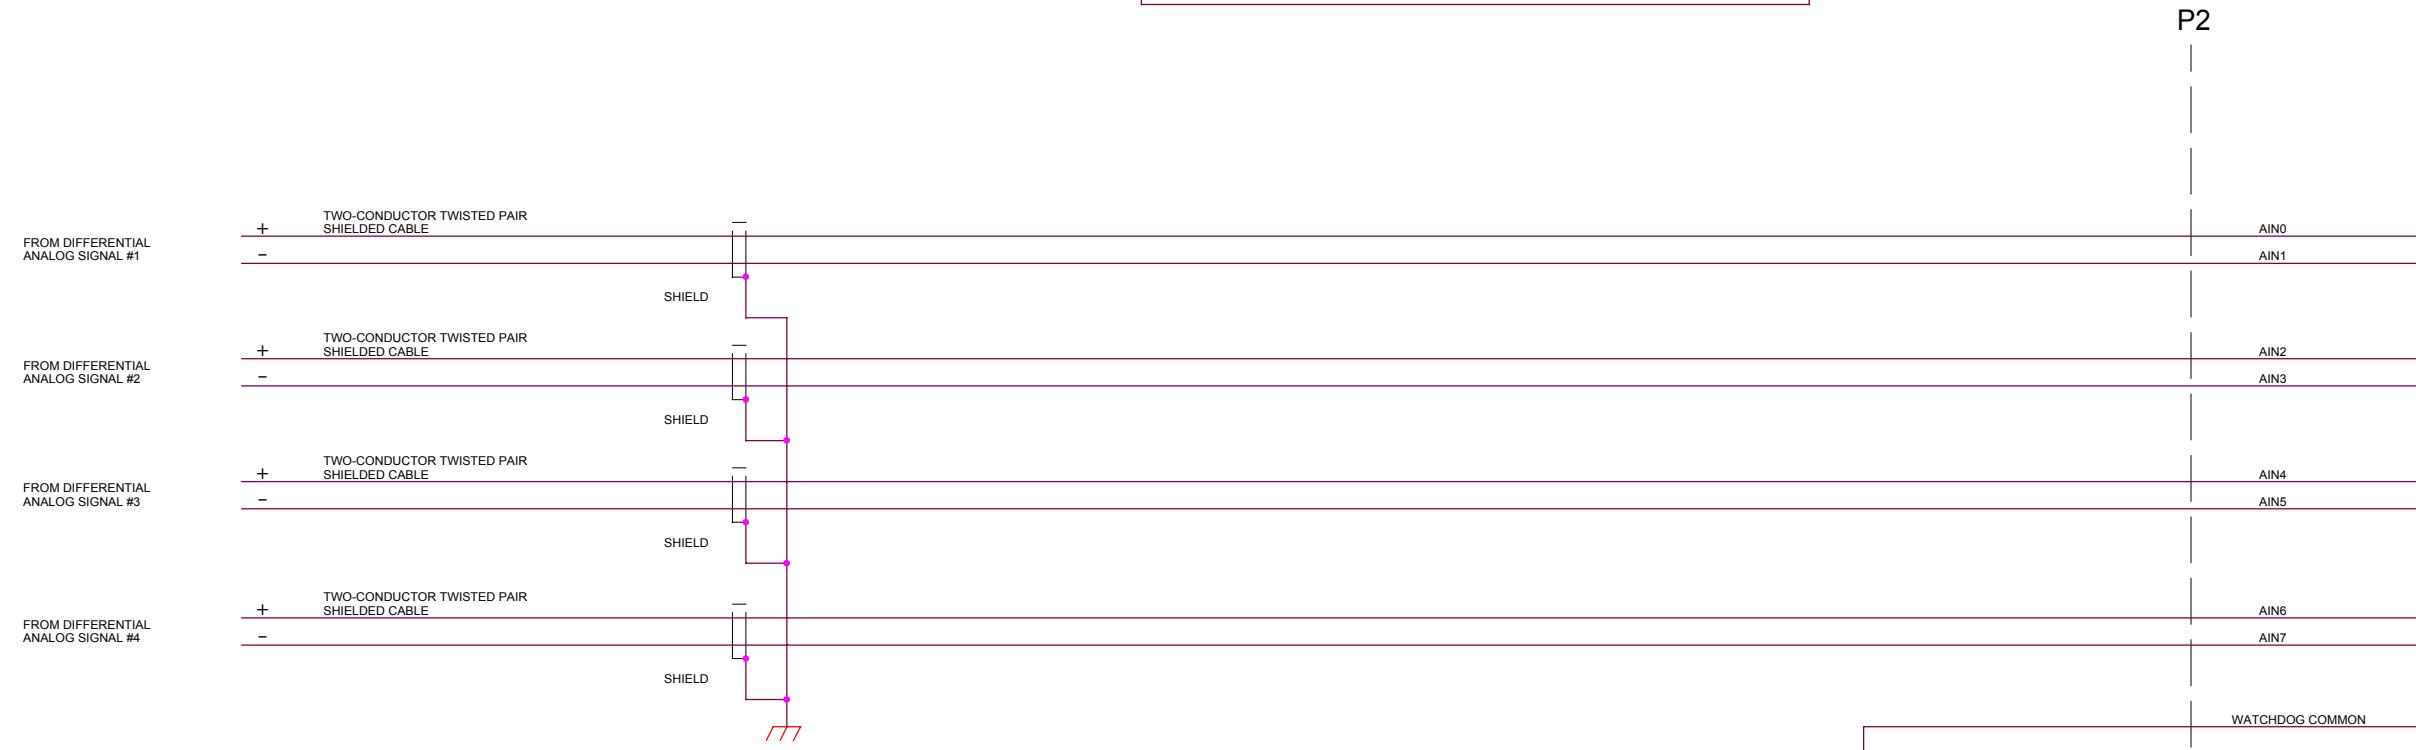 P2
TWO-CONDUCTOR TWISTED PAIR
+ SHIELDED CABLE
FROM DIFFERENTIAL
ANALOG SIGNAL #1
−
AIN0
AIN1
SHIELD
TWO-CONDUCTOR TWISTED PAIR
+ SHIELDED CABLE
FROM DIFFERENTIAL
ANALOG SIGNAL #2
−
AIN2
AIN3
SHIELD
TWO-CONDUCTOR TWISTED PAIR
+ SHIELDED CABLE
FROM DIFFERENTIAL
ANALOG SIGNAL #3
−
AIN4
AIN5
SHIELD
TWO-CONDUCTOR TWISTED PAIR
+ SHIELDED CABLE
FROM DIFFERENTIAL
ANALOG SIGNAL #4
−
AIN6
AIN7
SHIELD
WATCHDOG COMMON